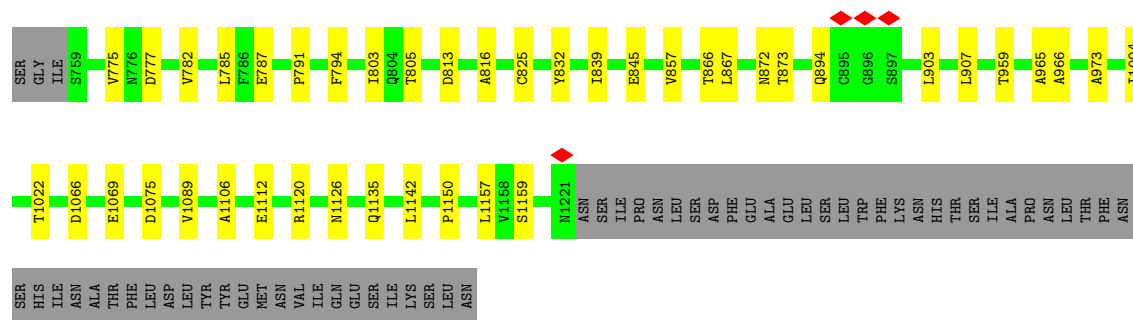 SER GLY ILE S759 V775 N776 D777 V782 L785 F786 E787 P791 F794 I803 Q804 T805 D813 A816 C825 Y832 I839 E845 V857 T866 L867 N872 T873 Q894 C895 G896 S897 L903 L907 T959 A965 A966 A973
T1022 D1066 E1069 D1075 V1089 A1106 E1112 R1120 N1126 Q1135 L1142 P1150 L1157 V1158 S1159 N1221 ASN SER ILE PRO ASN LEU SER ASP PHE GLU ALA GLU LEU SER LEU TRP PHE LYS ASN HIS THR SER ILE ALA PRO ASN LEU THR PHE ASN
SER HIS ILE ASN ALA THR PHE LEU ASP LEU TYR TYR GLU MET ASN VAL ILE GLN GLU SER ILE LYS SER LEU ASN